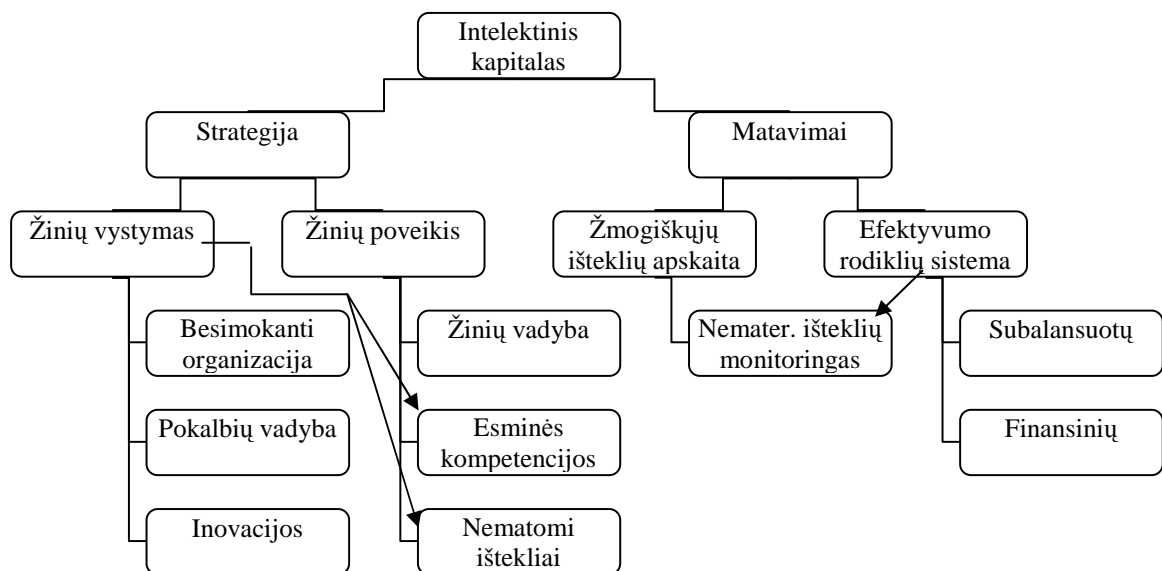 Intelektinis
kapitalas
Strategija
Matavimai
Žinių vystymas
Žinių poveikis
Žmogiškųjų
išteklių apskaita
Efektyvumo
rodiklių sistema
Besimokanti
organizacija
Žinių vadyba
Nemater. išteklių
monitoringas
Subalansuotų
Pokalbių vadyba
Esminės
kompetencijos
Finansinių
Inovacijos
Nematomi
ištekliai